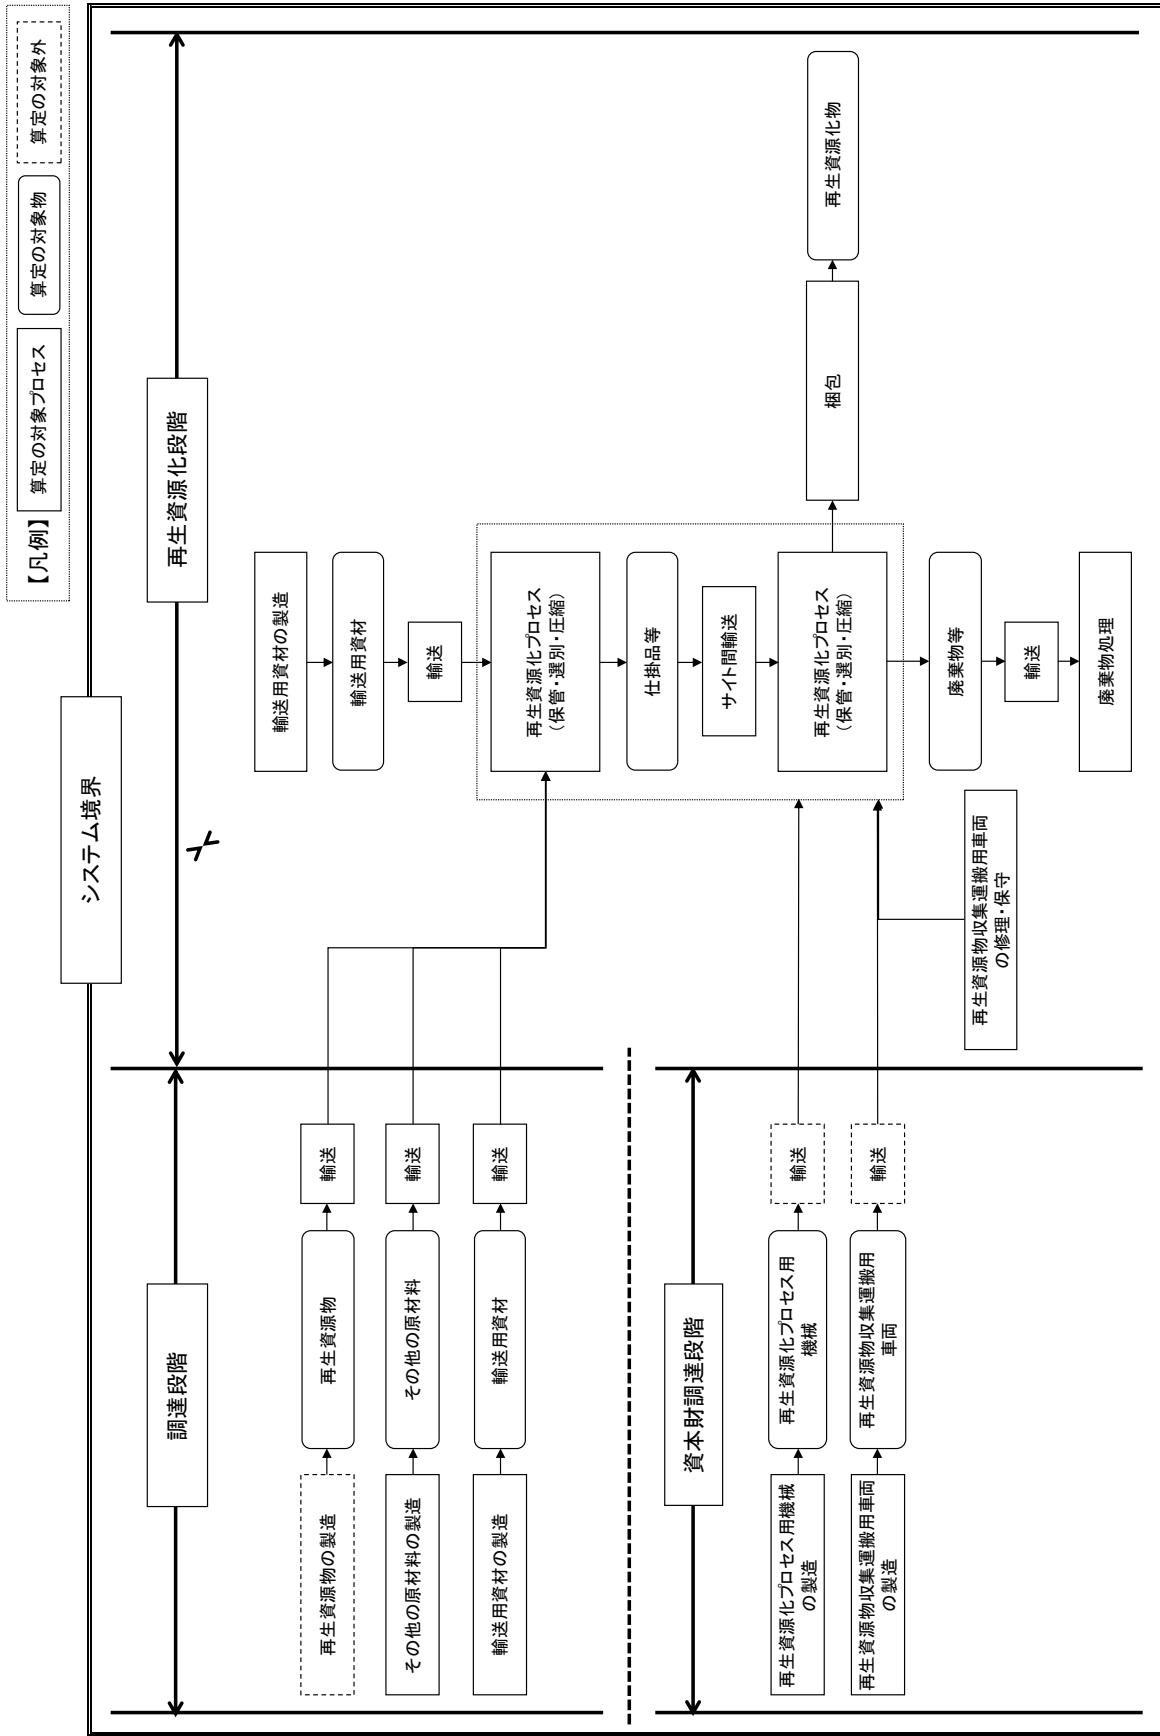 【凡例】
算定の対象プロセス
算定の対象物
算定の対象外
システム境界
調達段階
再生資源化段階
再生資源物の製造
再生資源物
輸送
その他の原材料の製造
その他の原材料
輸送
輸送用資材の製造
輸送用資材
輸送
資本財調達段階
再生資源化プロセス用機械
の製造
再生資源化プロセス用
機械
輸送
再生資源物収集運搬用車両
の製造
再生資源物収集運搬用
車両
輸送
輸送用資材の製造
輸送用資材
輸送
再生資源化プロセス
(保管・選別・圧縮)
仕掛品等
サイト間輸送
再生資源化プロセス
(保管・選別・圧縮)
廃棄物等
輸送
廃棄物処理
再生資源物収集運搬用車両
の修理・保守
梱包
再生資源化物